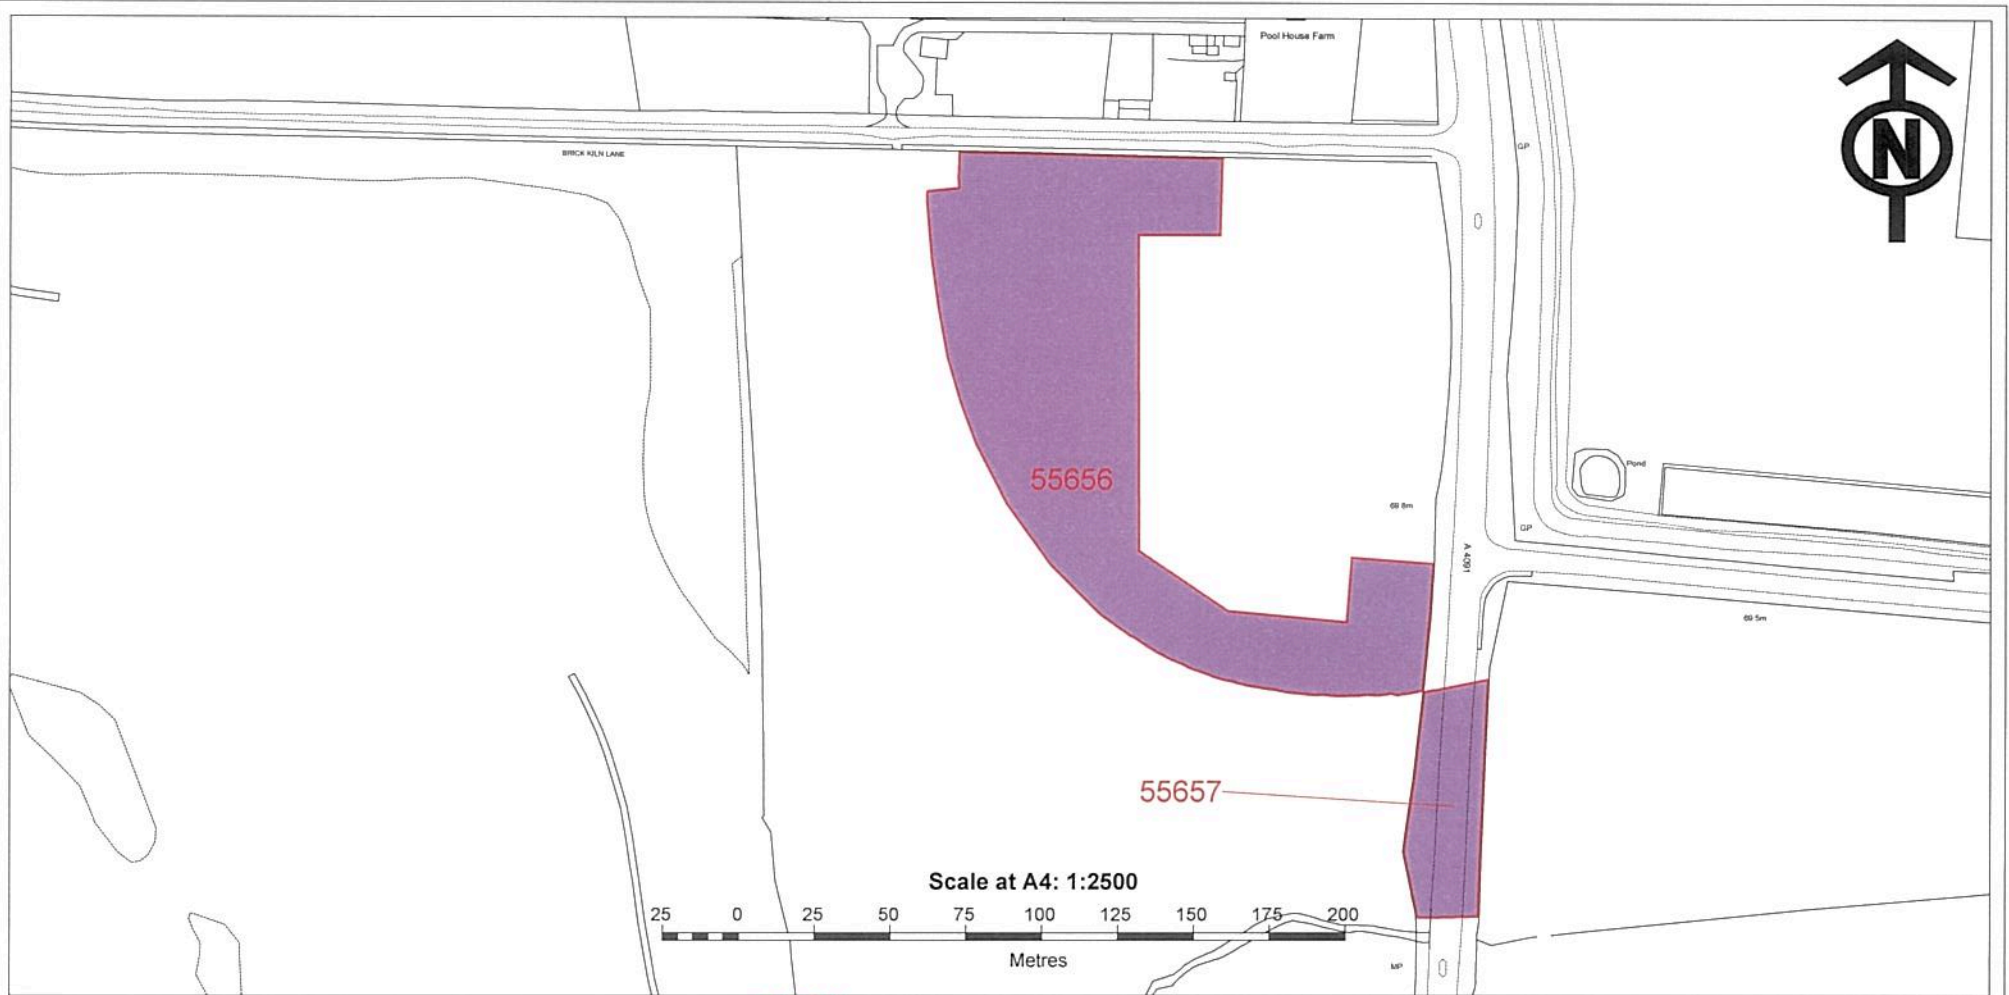 Pool House Farm
N
GP
BRICK KILN LANE
Pond
55656
69.8m
GP
A 4091
69.5m
55657
Scale at A4: 1:2500
25 0 25 50 75 100 125 150 175 200
Metres
MP